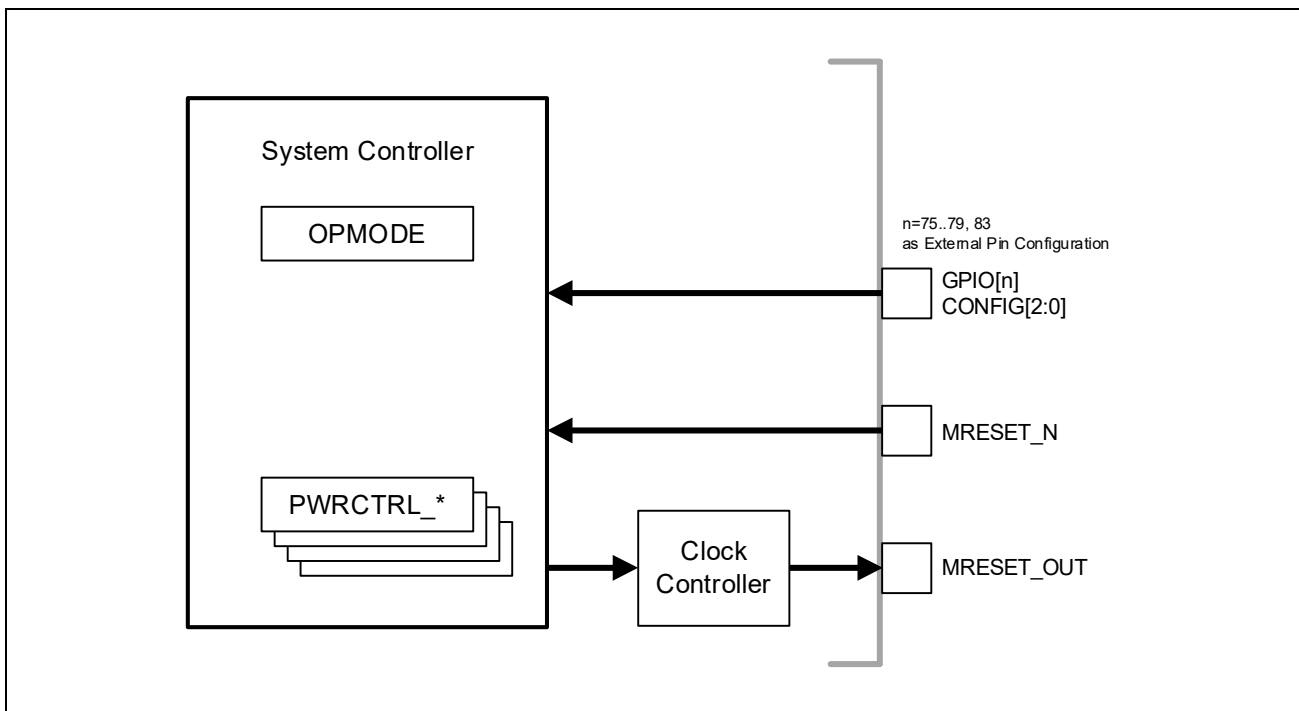 System Controller
OPMODE
n=75..79, 83
as External Pin Configuration
GPIO[n]
CONFIG[2:0]
MRESET_N
PWRCTRL_*
Clock
Controller
MRESET_OUT